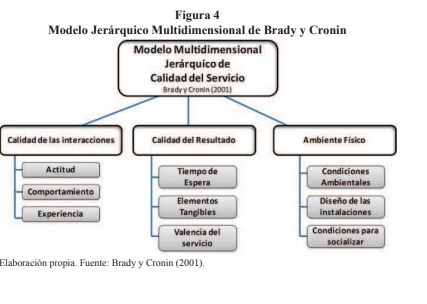 Figura 4
Modelo Jerárquico Multidimensional de Brady y Cronin
Modelo Multidimensional
Jerárquico de
Calidad del Servicio
Brady y Cronin (2001)
Calidad de las interacciones
Actitud
Comportamiento
Experiencia
Calidad del Resultado
Tiempo de
Espera
Elementos
Tangibles
Valencia del
servicio
Ambiente Físico
Condiciones
Ambientales
Diseño de las
instalaciones
Condiciones para
socializar
Elaboración propia. Fuente: Brady y Cronin (2001).